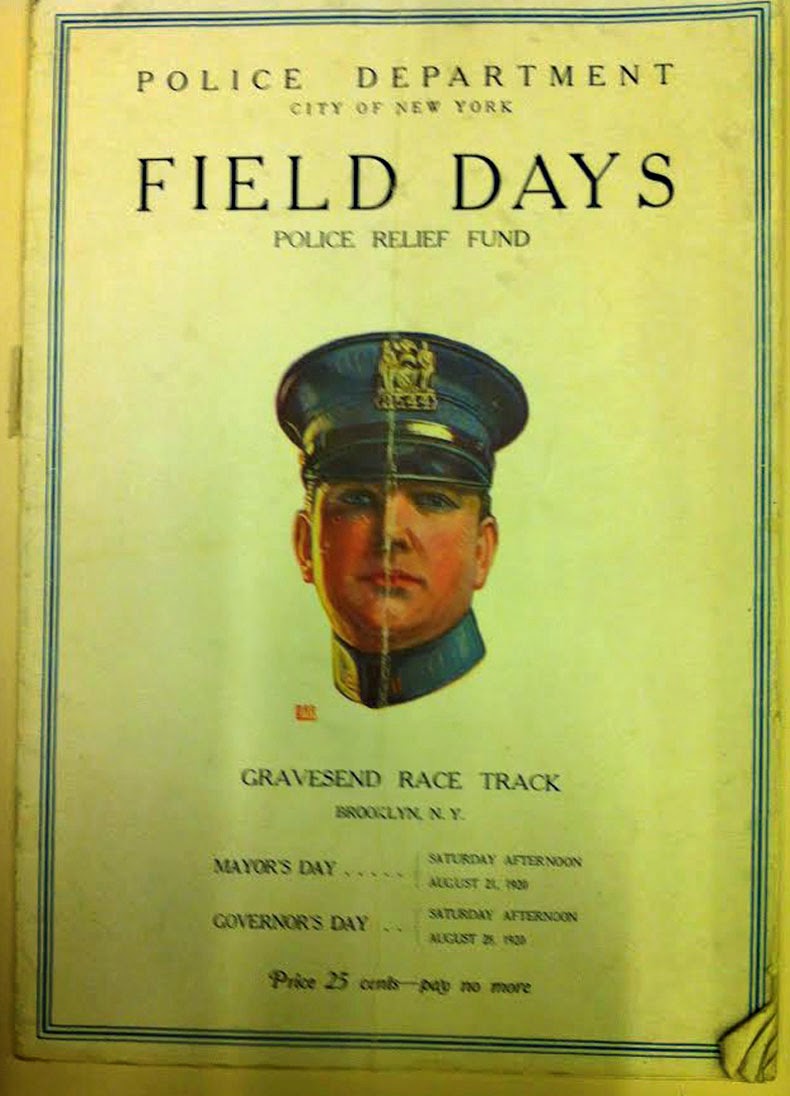 POLICE DEPARTMENT
CITY OF NEW YORK
FIELD DAYS
POLICE RELIEF FUND
GRAVESEND RACE TRACK
BROOKLYN, N. Y.
MAYOR'S DAY ..... SATURDAY AFTERNOON
AUGUST 21, 1920
GOVERNOR'S DAY .. SATURDAY AFTERNOON
AUGUST 28, 1920
Price 25 cents—pay no more